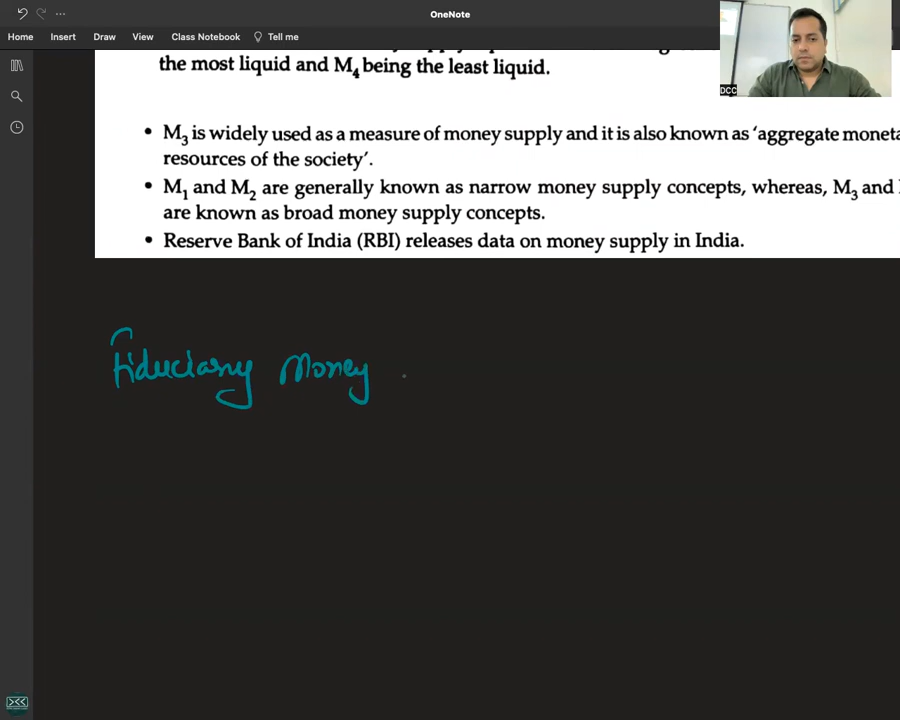 OneNote
Home Insert Draw View Class Notebook Tell me
the most liquid and M₄ being the least liquid.
• M₃ is widely used as a measure of money supply and it is also known as ‘aggregate moneta
resources of the society’.
• M₁ and M₂ are generally known as narrow money supply concepts, whereas, M₃ and
are known as broad money supply concepts.
• Reserve Bank of India (RBI) releases data on money supply in India.
Fiduciary Money
DCC